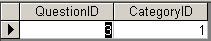 QuestionID CategoryID
3 1